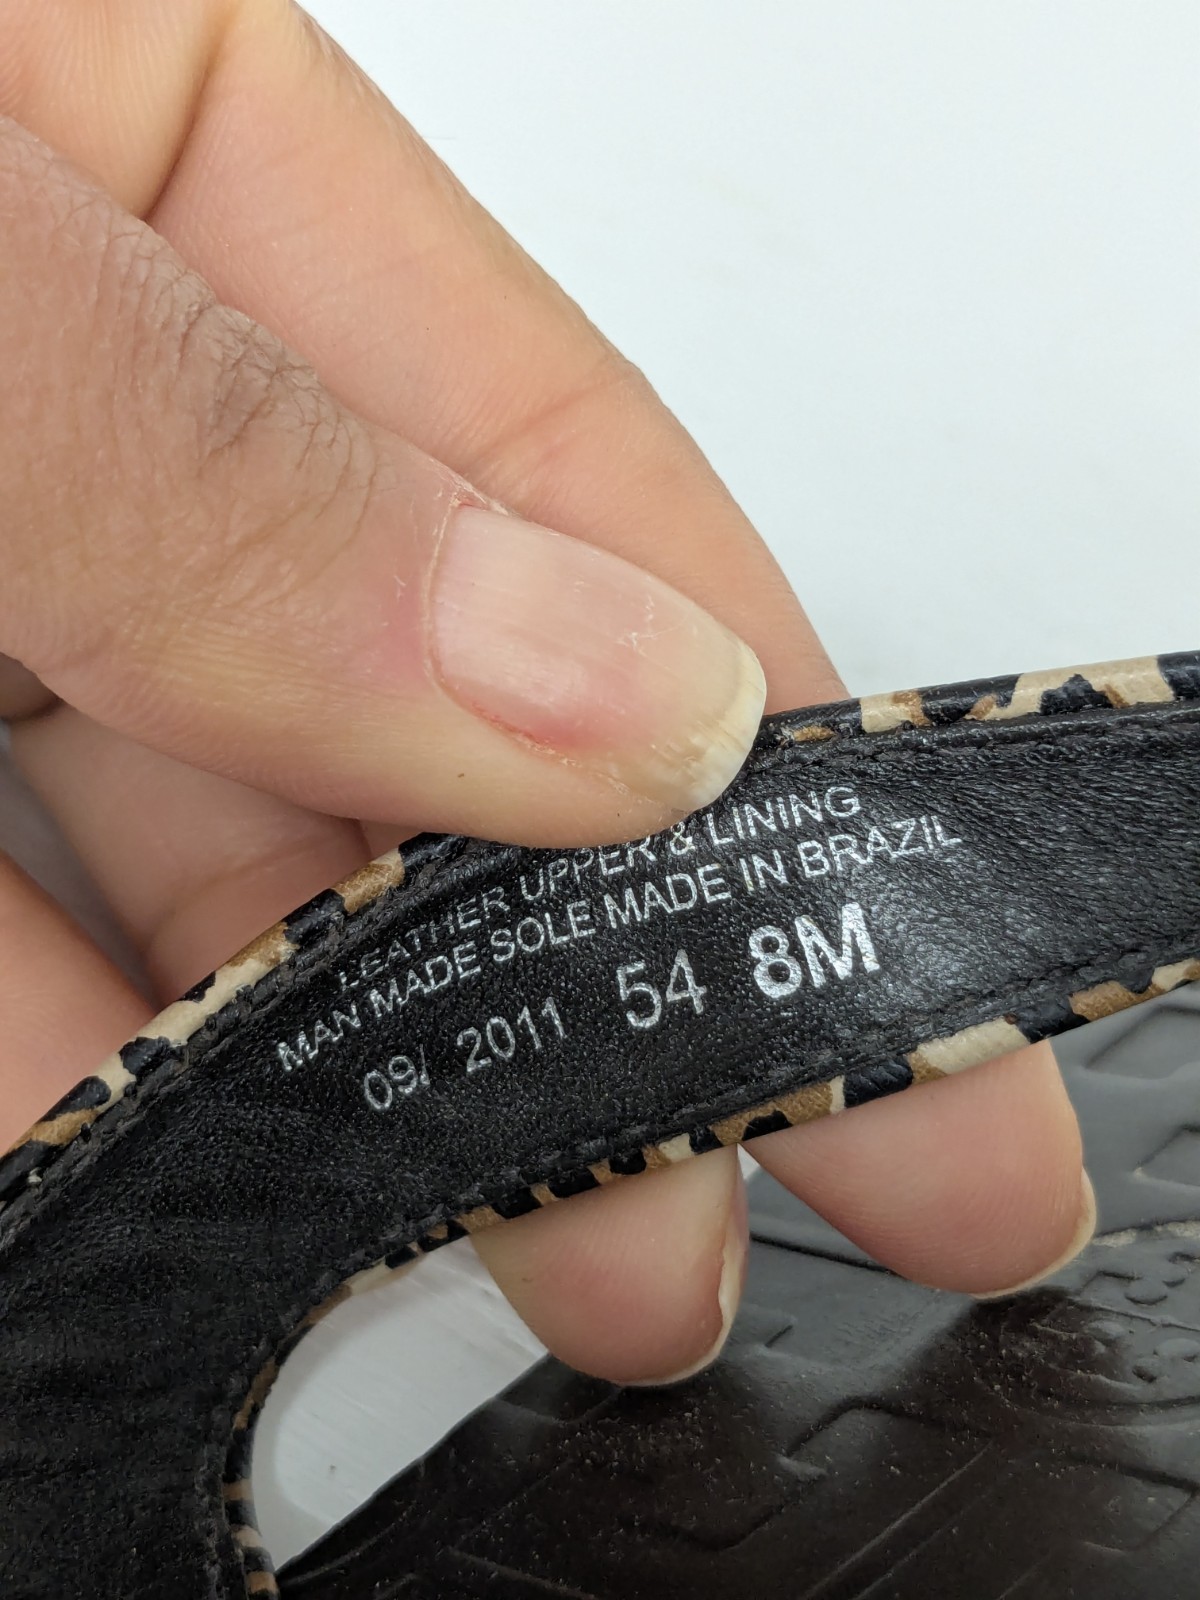 LEATHER UPPER & LINING
MAN MADE SOLE MADE IN BRAZIL
09/ 2011 54 8M